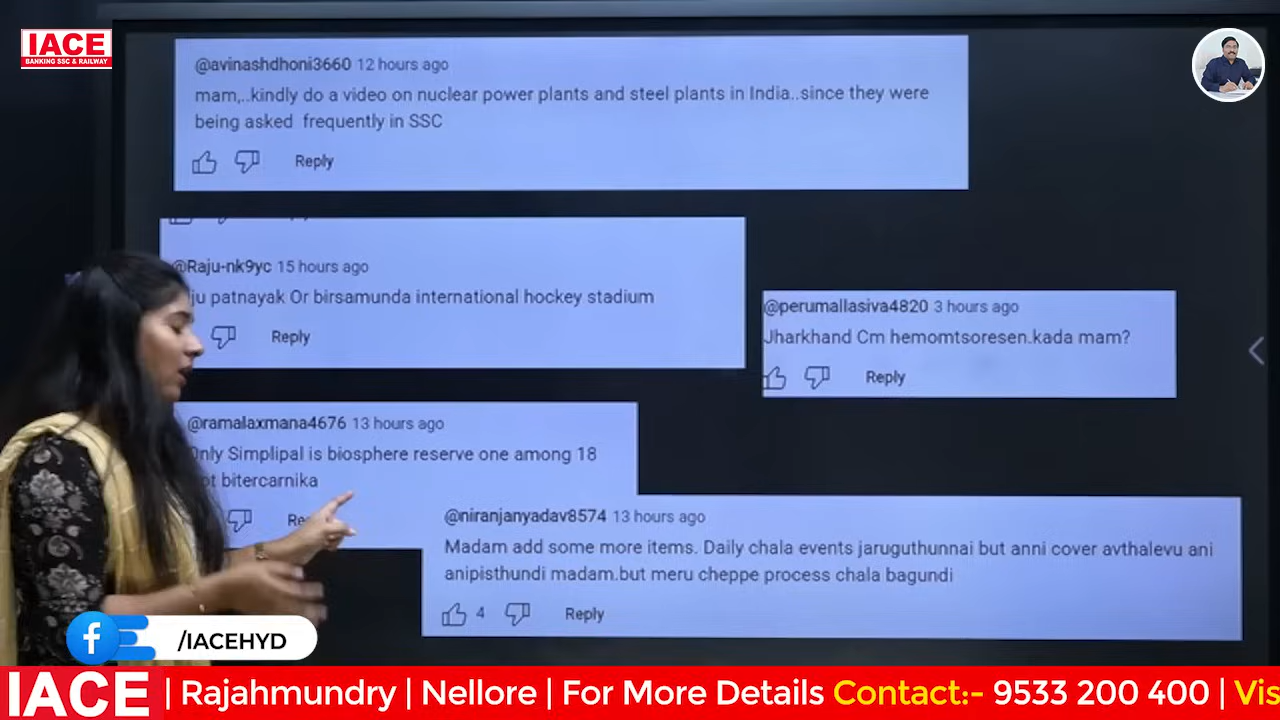 IACE
BANKING SSC & RAILWAY
@avinashdhoni3660 12 hours ago
mam,..kindly do a video on nuclear power plants and steel plants in India..since they were
being asked frequently in SSC
Reply
@Raju-nk9yc 15 hours ago
patnayak Or birsamunda international hockey stadium
Reply
@perumallasiva4820 3 hours ago
Jharkhand Cm hemomtsoresen.kada mam?
Reply
@ramalaxmana4676 13 hours ago
Only Simplipal is biosphere reserve one among 18
bitercarnika
@niranjanyadav8574 13 hours ago
Madam add some more items. Daily chala events jaruguthunnai but anni cover avthalevu ani
anipisthundi madam.but meru cheppe process chala bagundi
4 Reply
/IACEHYD
IACE | Rajahmundry | Nellore | For More Details Contact:- 9533 200 400 | Vis